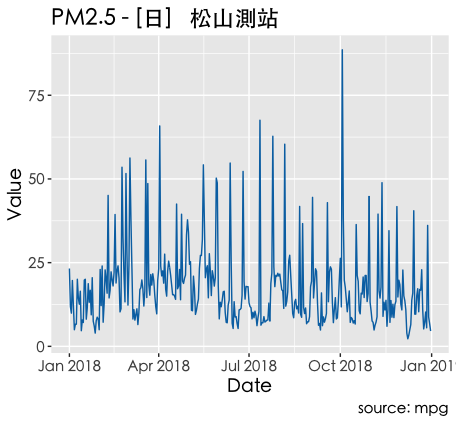 PM2.5 - [日] 松山測站
Value
75
50
25
0
Jan 2018 Apr 2018 Jul 2018 Oct 2018 Jan 2019
Date
source: mpg